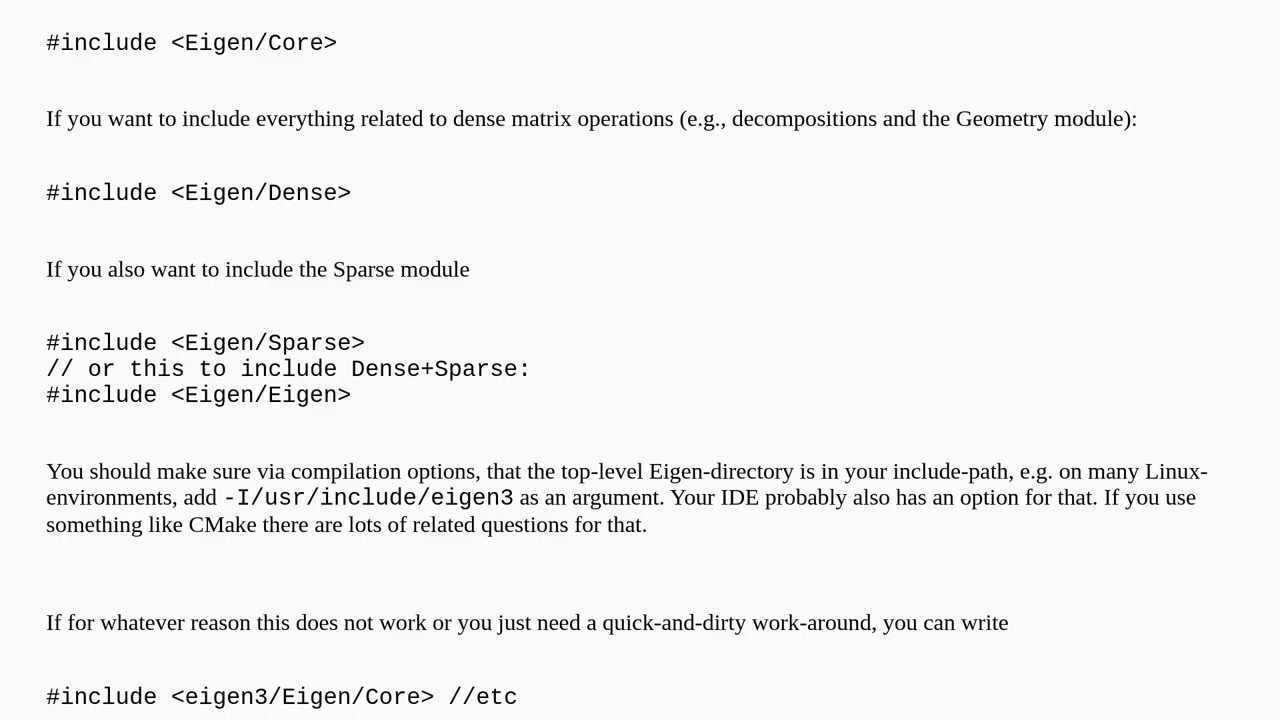 #include <Eigen/Core>
If you want to include everything related to dense matrix operations (e.g., decompositions and the Geometry module):
#include <Eigen/Dense>
If you also want to include the Sparse module
#include <Eigen/Sparse>
// or this to include Dense+Sparse:
#include <Eigen/Eigen>
You should make sure via compilation options, that the top-level Eigen-directory is in your include-path, e.g. on many Linux-
environments, add -I/usr/include/eigen3 as an argument. Your IDE probably also has an option for that. If you use
something like CMake there are lots of related questions for that.
If for whatever reason this does not work or you just need a quick-and-dirty work-around, you can write
#include <eigen3/Eigen/Core> //etc